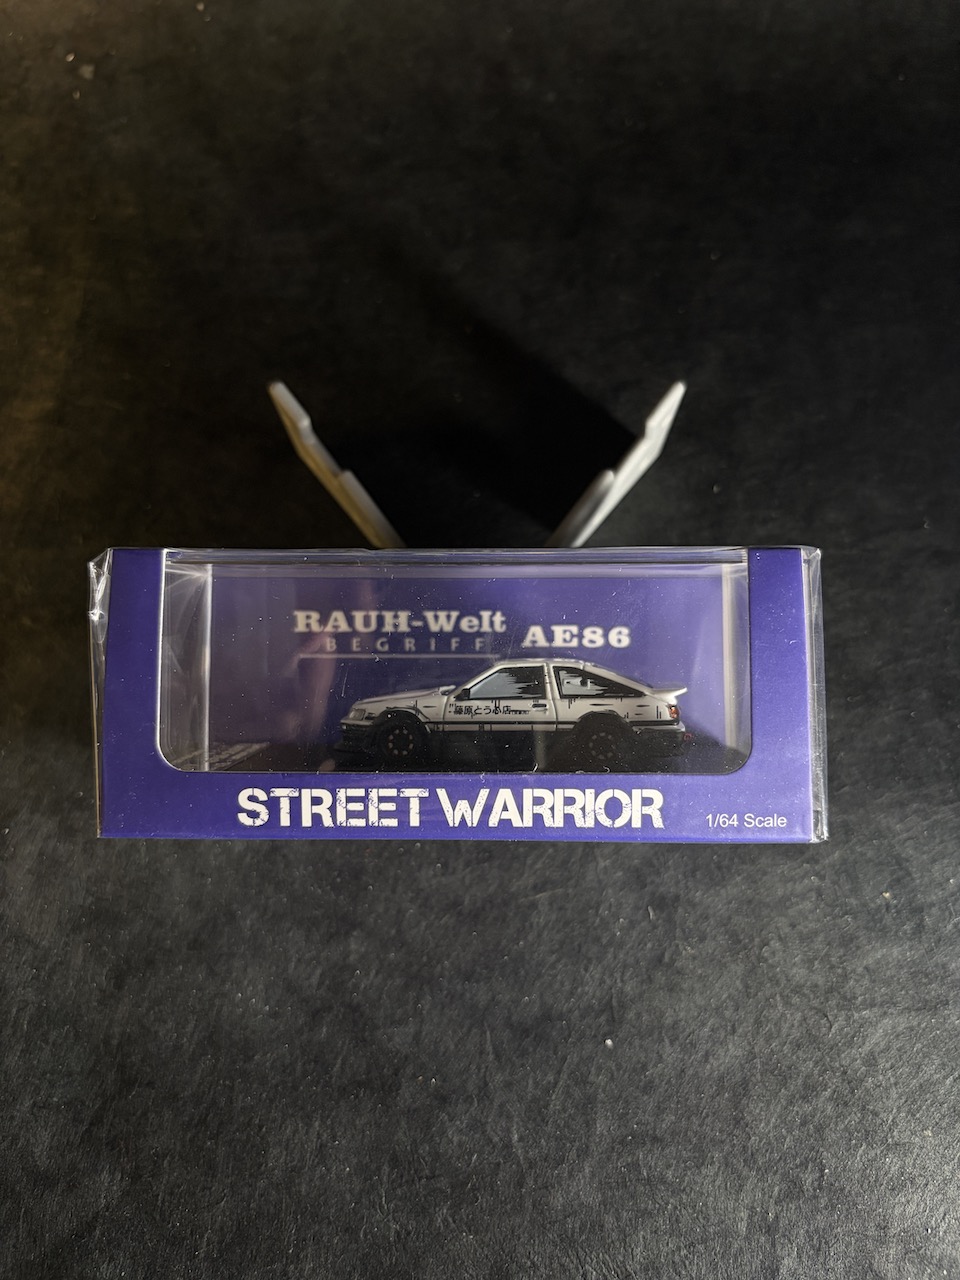 RAUH-Welt
BEGRIFF
AE86
藤原とうふ店
STREET WARRIOR
1/64 Scale